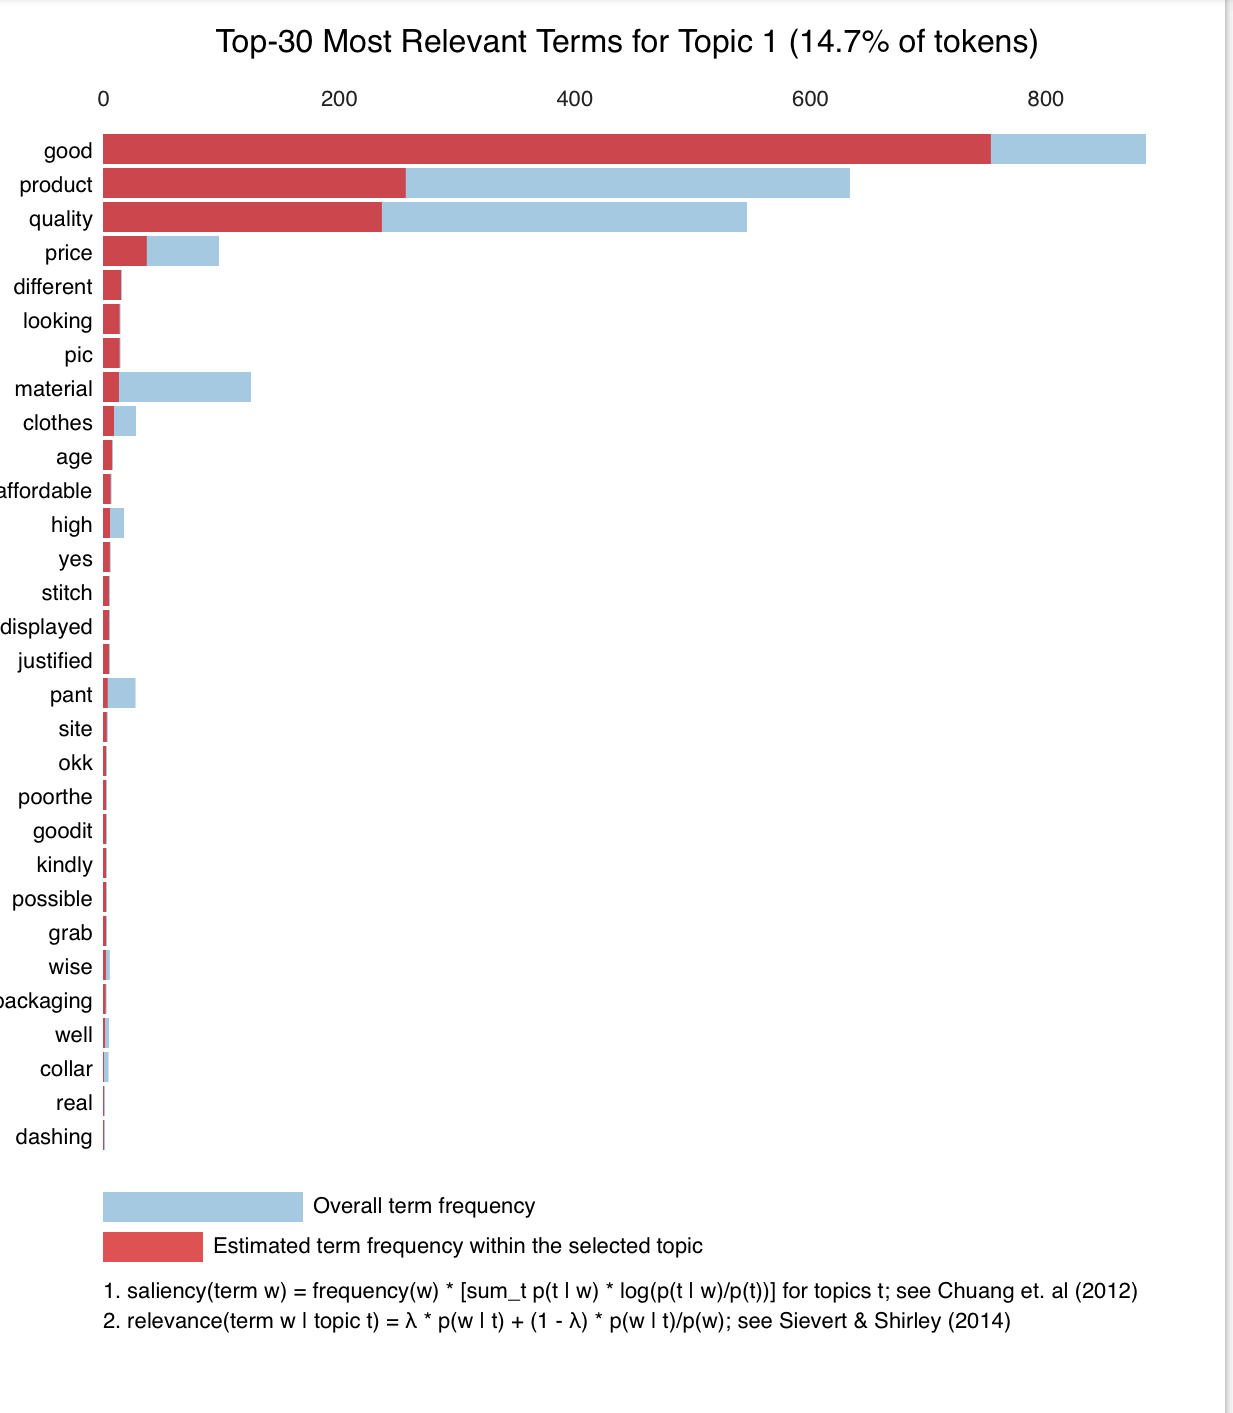 Top-30 Most Relevant Terms for Topic 1 (14.7% of tokens)
0 200 400 600 800
good
product
quality
price
different
looking
pic
material
clothes
age
affordable
high
yes
stitch
displayed
justified
pant
site
okk
poorthe
goodit
kindly
possible
grab
wise
packaging
well
collar
real
dashing
Overall term frequency
Estimated term frequency within the selected topic
1. saliency(term w) = frequency(w) * [sum_t p(t | w) * log(p(t | w)/p(t))] for topics t; see Chuang et. al (2012)
2. relevance(term w | topic t) = λ * p(w | t) + (1 - λ) * p(w | t)/p(w); see Sievert & Shirley (2014)